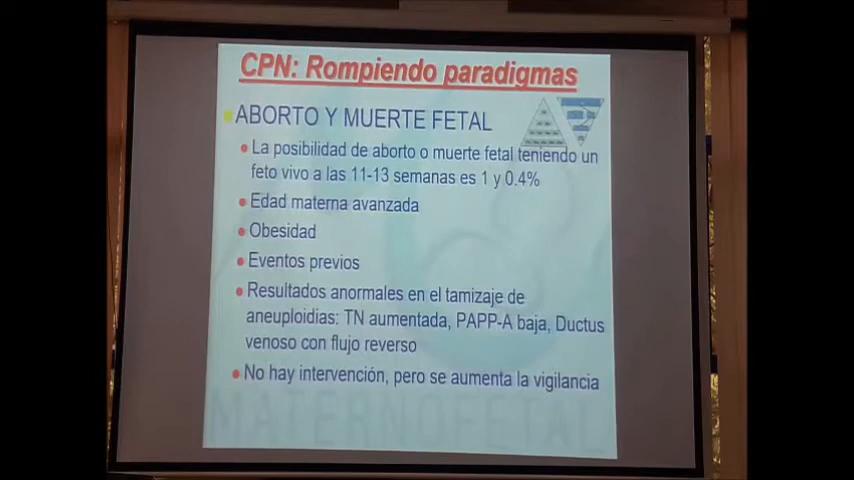 CPN: Rompiendo paradigmas
ABORTO Y MUERTE FETAL
La posibilidad de aborto o muerte fetal teniendo un
feto vivo a las 11-13 semanas es 1 y 0.4%
Edad materna avanzada
Obesidad
Eventos previos
Resultados anormales en el tamizaje de
aneuploidias: TN aumentada, PAPP-A baja, Ductus
venoso con flujo reverso
No hay intervención, pero se aumenta la vigilancia
MATERNOFETAL